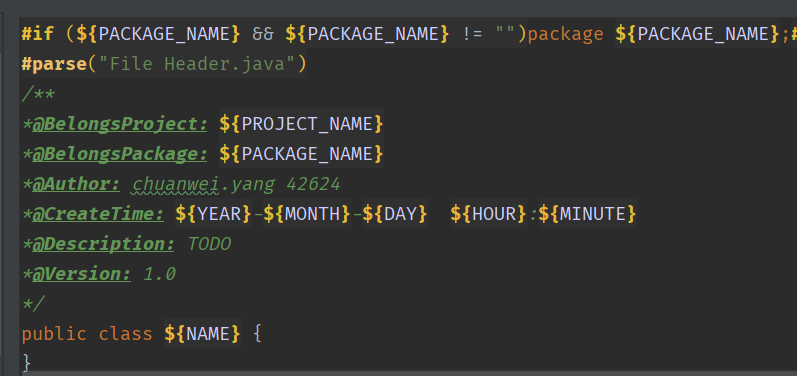 #if (${PACKAGE_NAME} && ${PACKAGE_NAME} != "")package ${PACKAGE_NAME};#
#parse("File Header.java")
/**
*@BelongsProject: ${PROJECT_NAME}
*@BelongsPackage: ${PACKAGE_NAME}
*@Author: chuanwei.yang 42624
*@CreateTime: ${YEAR}-${MONTH}-${DAY}  ${HOUR}:${MINUTE}
*@Description: TODO
*@Version: 1.0
*/
public class ${NAME} {
}